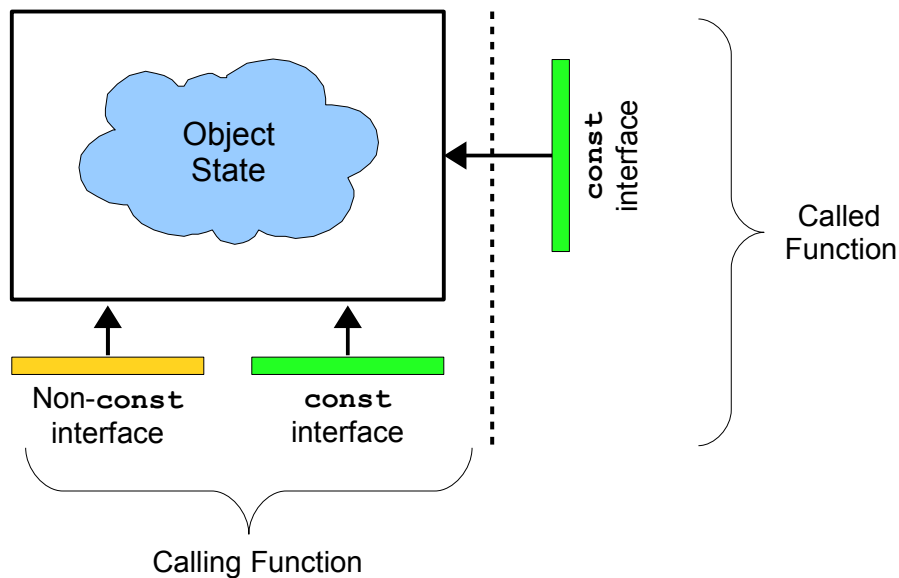 Object
State
const
interface
Called
Function
Non-const
interface
const
interface
Calling Function